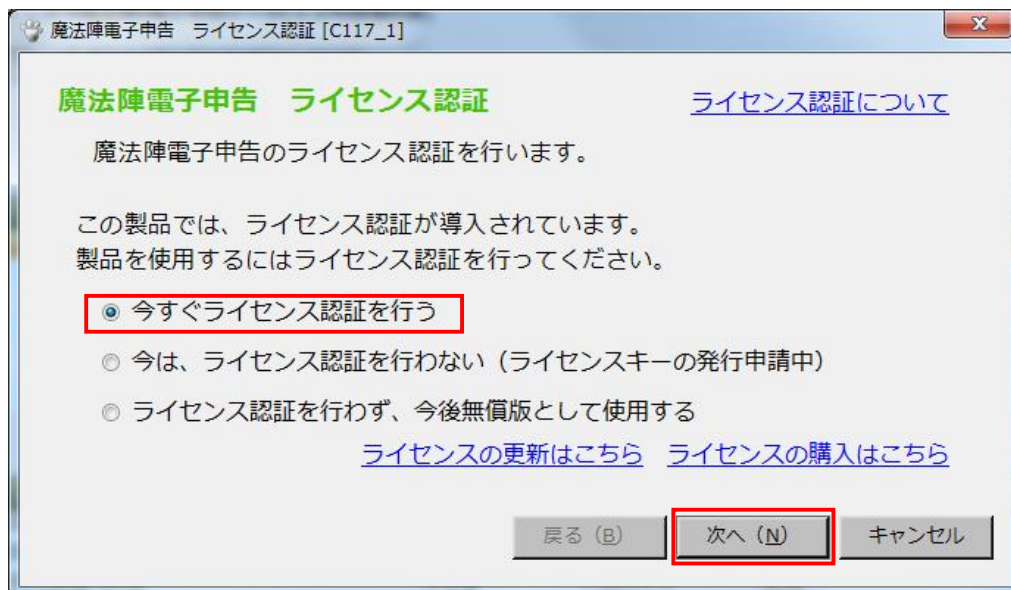 魔法陣電子申告　ライセンス認証 [C117_1]
魔法陣電子申告　ライセンス認証
ライセンス認証について
魔法陣電子申告のライセンス認証を行います。
この製品では、ライセンス認証が導入されています。
製品を使用するにはライセンス認証を行ってください。
今すぐライセンス認証を行う
今は、ライセンス認証を行わない（ライセンスキーの発行申請中）
ライセンス認証を行わず、今後無償版として使用する
ライセンスの更新はこちら　ライセンスの購入はこちら
戻る（B）　次へ（N）　キャンセル